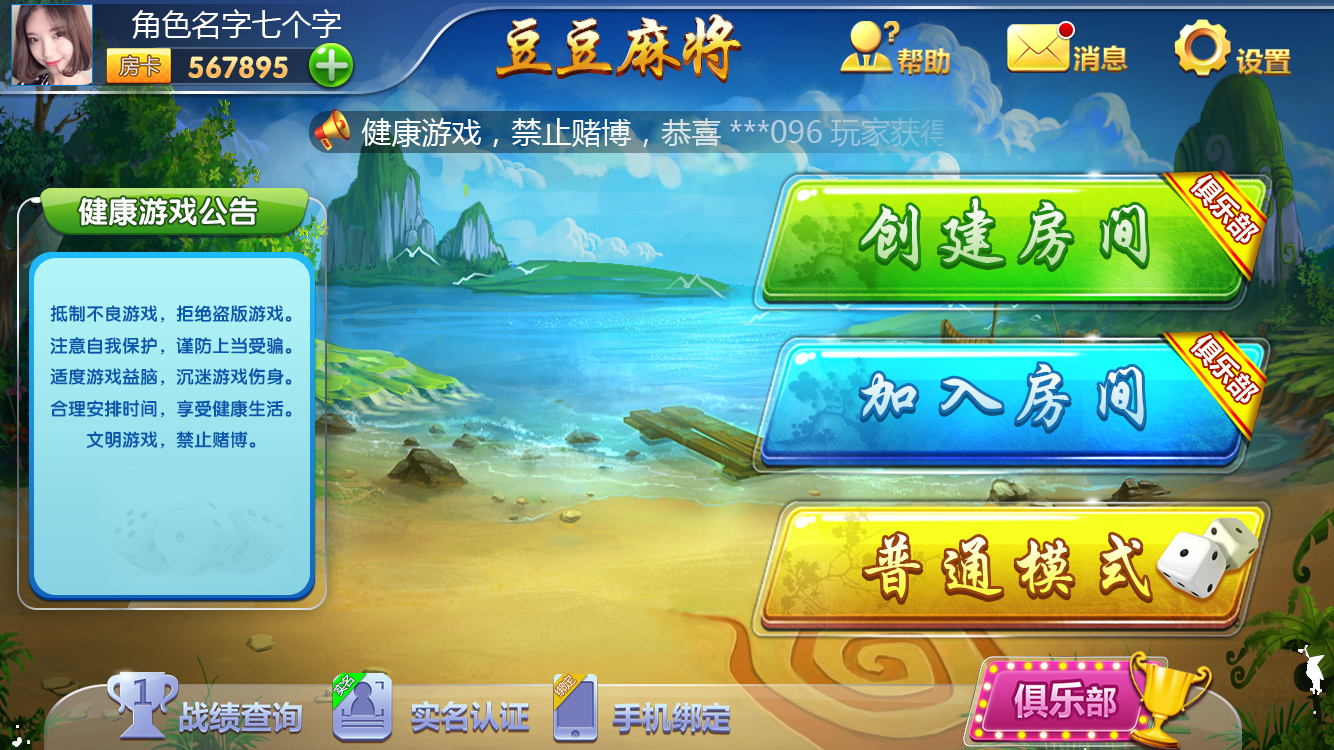 角色名字七个字
房卡 567895
豆豆麻将
帮助
消息
设置
健康游戏，禁止赌博，恭喜 ***096 玩家获得
健康游戏公告
抵制不良游戏，拒绝盗版游戏。
注意自我保护，谨防上当受骗。
适度游戏益脑，沉迷游戏伤身。
合理安排时间，享受健康生活。
文明游戏，禁止赌博。
创建房间
俱乐部
加入房间
俱乐部
普通模式
1
战绩查询
实名
实名认证
绑定
手机绑定
俱乐部